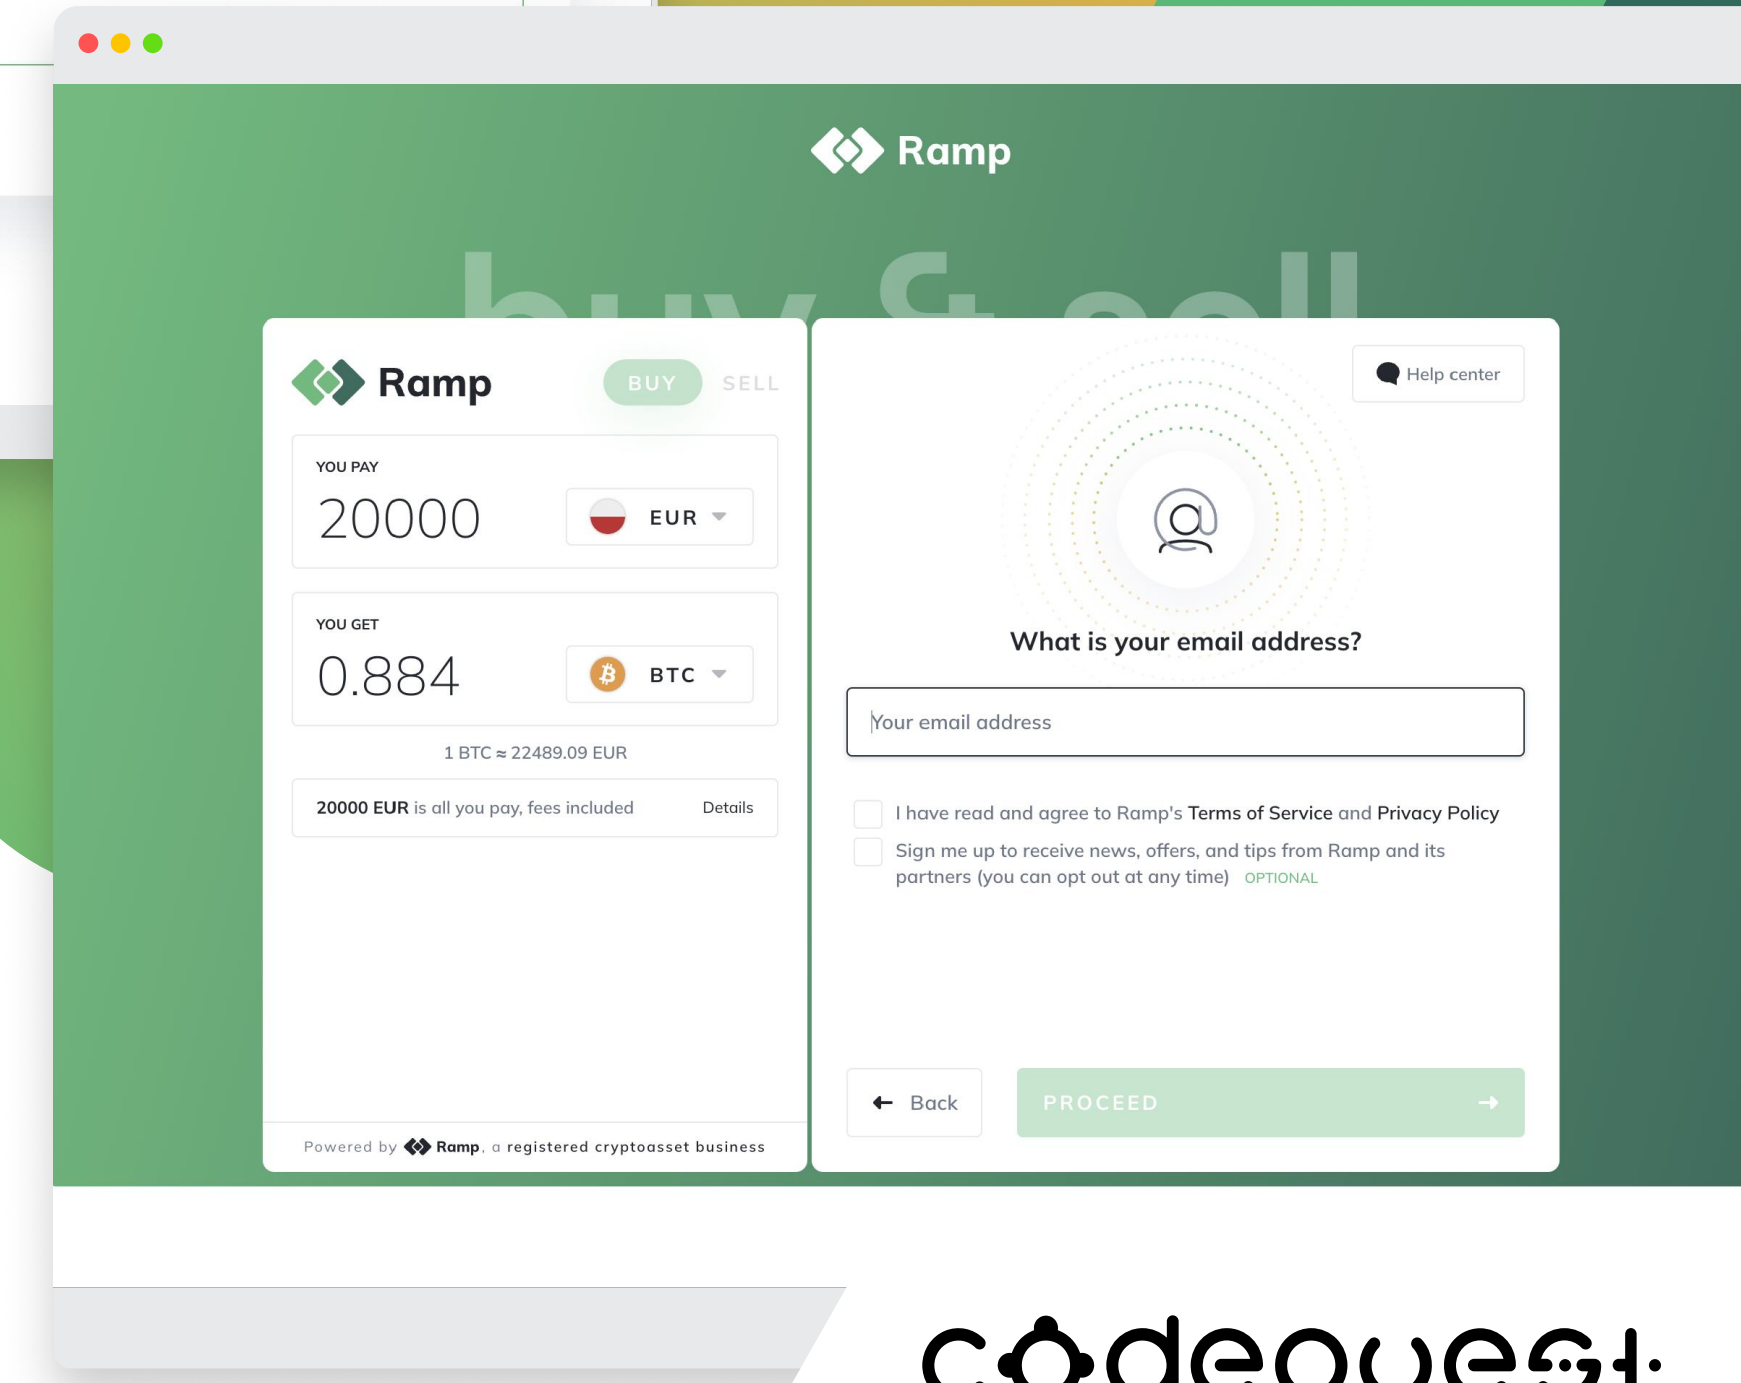 Ramp
buy & sell
Ramp
BUY SELL
YOU PAY
20000
EUR
YOU GET
0.884
BTC
1 BTC ≈ 22489.09 EUR
20000 EUR is all you pay, fees included Details
Powered by Ramp, a registered cryptoasset business
Help center
What is your email address?
Your email address
I have read and agree to Ramp's Terms of Service and Privacy Policy
Sign me up to receive news, offers, and tips from Ramp and its
partners (you can opt out at any time) OPTIONAL
Back
PROCEED
codequest